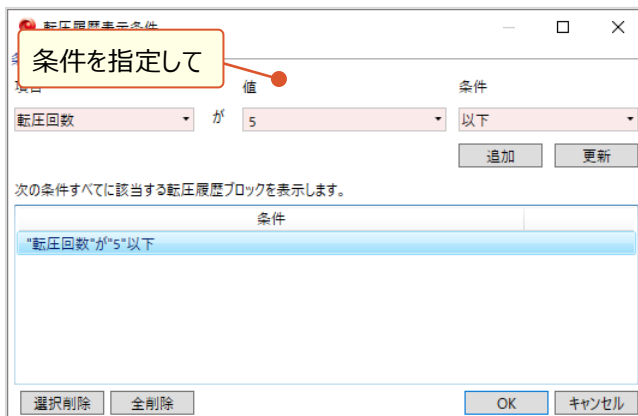 転圧履歴表示条件
条件を指定して
値
条件
転圧回数
が
5
以下
追加
更新
次の条件すべてに該当する転圧履歴ブロックを表示します。
条件
"転圧回数"が"5"以下
選択削除
全削除
OK
キャンセル